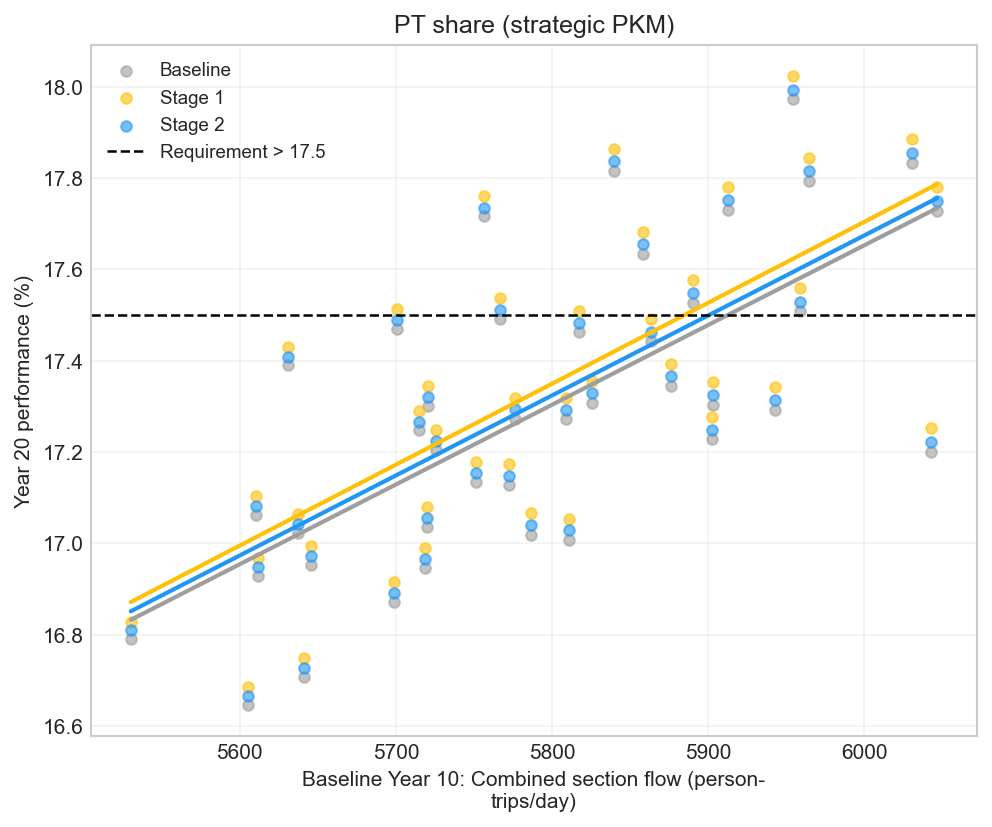 PT share (strategic PKM)
Baseline
Stage 1
Stage 2
Requirement > 17.5
Year 20 performance (%)
18.0
17.8
17.6
17.4
17.2
17.0
16.8
16.6
5600
5700
5800
5900
6000
Baseline Year 10: Combined section flow (person-
trips/day)